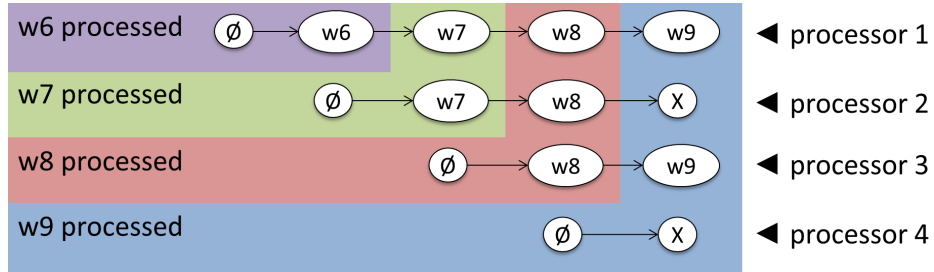 w6 processed Ø w6 w7 w8 w9 ◄ processor 1
w7 processed Ø w7 w8 X ◄ processor 2
w8 processed Ø w8 w9 ◄ processor 3
w9 processed Ø X ◄ processor 4